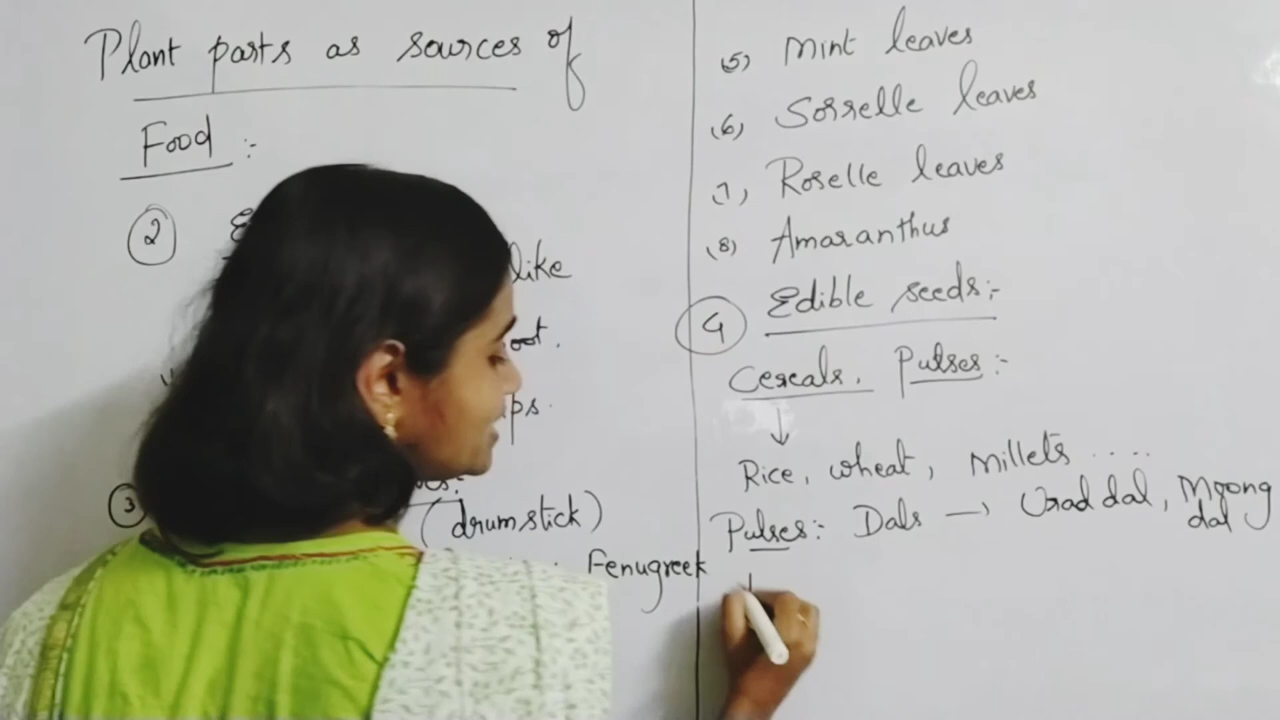 Plant parts as sources of
Food :-
2
like
3
(drumstick)
Fenugreek
(5) Mint leaves
(6) Sorrelle leaves
(7) Roselle leaves
(8) Amaranthus
4 Edible seeds:-
Cereals, Pulses :-
↓
Rice, wheat, Millets ....
Pulses: Dals → Urad dal, Moong
dal